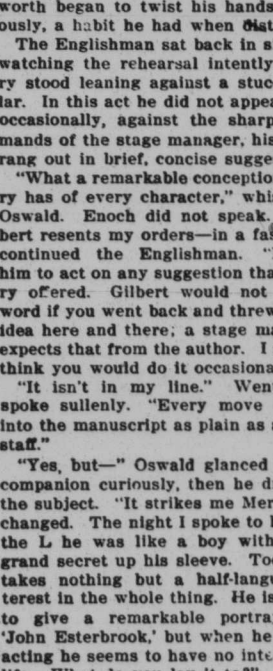 worth began to twist his hands
ously, a habit he had when
The Englishman sat back in s
watching the rehearsal intently
ry stood leaning against a stuc
lar. In this act he did not appe
occasionally, against the sharp
mands of the stage manager, his
rang out in brief, concise sugge
"What a remarkable conceptio
ry has of every character," whi
Oswald. Enoch did not speak.
bert resents my orders—in a fas
continued the Englishman. "
him to act on any suggestion tha
ry offered. Gilbert would not
word if you went back and threw
idea here and there; a stage ma
expects that from the author. I
think you would do it occasiona
"It isn't in my line." Went
spoke sullenly. "Every move
into the manuscript as plain as
staff."
"Yes, but—" Oswald glanced
companion curiously, then he d
the subject. "It strikes me Mer
changed. The night I spoke to
the L he was like a boy with
grand secret up his sleeve. To
takes nothing but a half-langu
terest in the whole thing. He is
to give a remarkable portra
'John Esterbrook,' but when he
acting he seems to have no inte